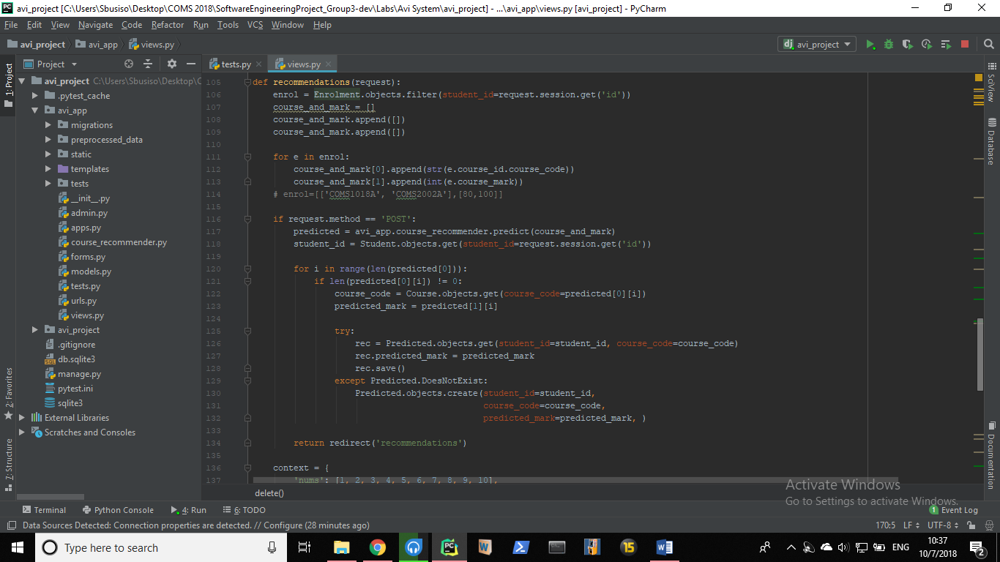 avi_project [C:\Users\Sbusiso\Desktop\COMS 2018\SoftwareEngineeringProject_Group3-dev\Labs\Avi System\avi_project] - ...\avi_app\views.py [avi_project] - PyCharm
File Edit View Navigate Code Refactor Run Tools VCS Window Help
avi_project avi_app views.py
dj avi_project
Project
tests.py views.py
1: Project
2: Favorites
7: Structure
avi_project C:\Users\Sbusiso\Desktop\C
.pytest_cache
avi_app
migrations
preprocessed_data
static
templates
tests
__init__.py
admin.py
apps.py
course_recommender.py
forms.py
models.py
tests.py
urls.py
views.py
avi_project
.gitignore
db.sqlite3
manage.py
pytest.ini
sqlite3
External Libraries
Scratches and Consoles
105 def recommendations(request):
106 enrol = Enrolment.objects.filter(student_id=request.session.get('id'))
107 course_and_mark = []
108 course_and_mark.append([])
109 course_and_mark.append([])
110
111 for e in enrol:
112 course_and_mark[0].append(str(e.course_id.course_code))
113 course_and_mark[1].append(int(e.course_mark))
114 # enrol=[['COMS1018A', 'COMS2002A'],[80,100]]
115
116 if request.method == 'POST':
117 predicted = avi_app.course_recommender.predict(course_and_mark)
118 student_id = Student.objects.get(student_id=request.session.get('id'))
119
120 for i in range(len(predicted[0])):
121 if len(predicted[0][i]) != 0:
122 course_code = Course.objects.get(course_code=predicted[0][i])
123 predicted_mark = predicted[1][i]
124
125 try:
126 rec = Predicted.objects.get(student_id=student_id, course_code=course_code)
127 rec.predicted_mark = predicted_mark
128 rec.save()
129 except Predicted.DoesNotExist:
130 Predicted.objects.create(student_id=student_id,
131 course_code=course_code,
132 predicted_mark=predicted_mark, )
133
134 return redirect('recommendations')
135
136 context = {
137 'nums': [1, 2, 3, 4, 5, 6, 7, 8, 9, 10],
delete()
SciView
Database
Documentation
Activate Windows
Go to Settings to activate Windows.
Terminal Python Console 4: Run 6: TODO 1 Event Log
Data Sources Detected: Connection properties are detected. // Configure (28 minutes ago) 170:5 LF UTF-8
Type here to search
15
ENG
10:37
10/7/2018
2